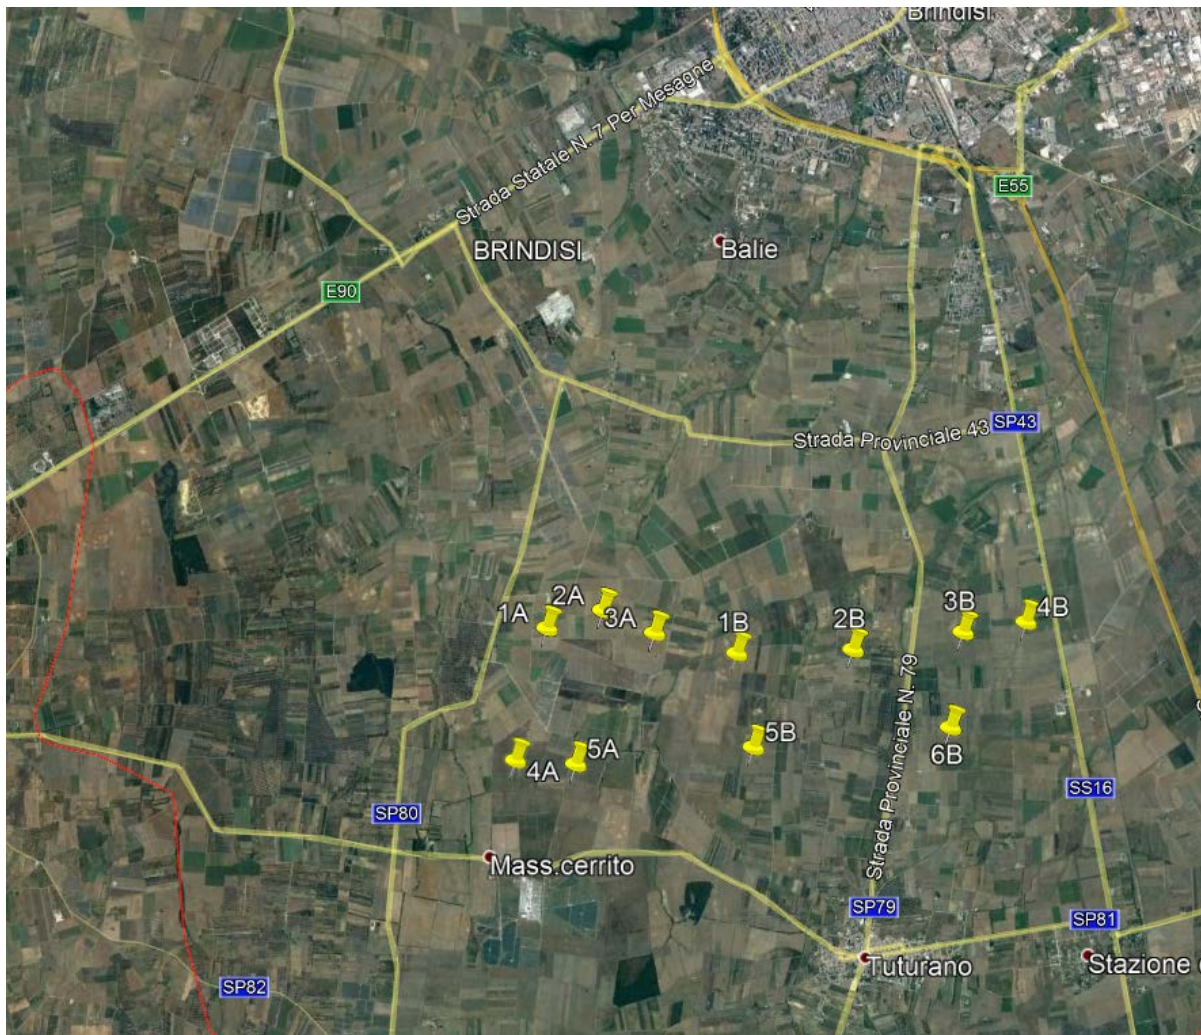 Brindisi
Strada Statale N. 7 Per Mesagne
E55
BRINDISI
Balie
E90
Strada Provinciale 43
SP43
1A
2A
3A
1B
2B
3B
4B
4A
5A
5B
6B
Strada Provinciale N. 79
SP80
SS16
Mass.cerrito
SP79
SP81
Tuturano
Stazione
SP82